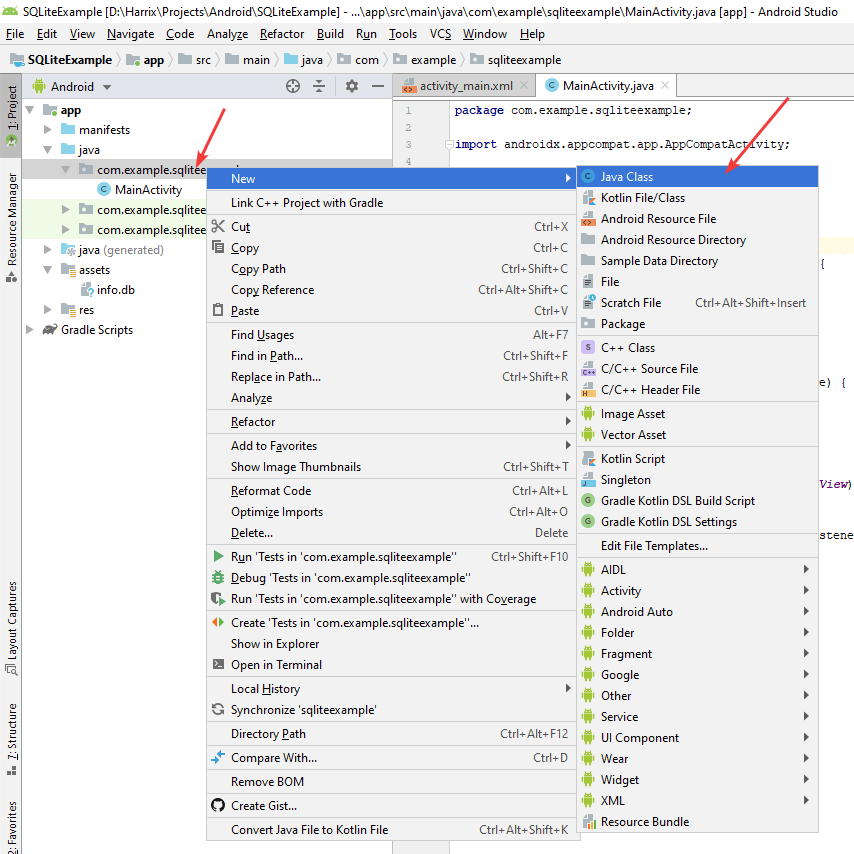 SQLiteExample [D:\Harrix\Projects\Android\SQLiteExample] - ...\app\src\main\java\com\example\sqliteexample\MainActivity.java [app] - Android Studio
File Edit View Navigate Code Analyze Refactor Build Run Tools VCS Window Help
SQLiteExample app src main java com example sqliteexample
Android
activity_main.xml MainActivity.java
1: Project
Resource Manager
Layout Captures
Z: Structure
2: Favorites
app
manifests
java
com.example.sqlitee
MainActivity
com.example.sqlitee
com.example.sqlitee
java (generated)
assets
info.db
res
Gradle Scripts
1 package com.example.sqliteexample;
2
3 import androidx.appcompat.app.AppCompatActivity;
4
{
e) {
View)
stene
New
Link C++ Project with Gradle
Cut Ctrl+X
Copy Ctrl+C
Copy Path Ctrl+Shift+C
Copy Reference Ctrl+Alt+Shift+C
Paste Ctrl+V
Find Usages Alt+F7
Find in Path... Ctrl+Shift+F
Replace in Path... Ctrl+Shift+R
Analyze
Refactor
Add to Favorites
Show Image Thumbnails Ctrl+Shift+T
Reformat Code Ctrl+Alt+L
Optimize Imports Ctrl+Alt+O
Delete... Delete
Run 'Tests in 'com.example.sqliteexample'' Ctrl+Shift+F10
Debug 'Tests in 'com.example.sqliteexample''
Run 'Tests in 'com.example.sqliteexample'' with Coverage
Create 'Tests in 'com.example.sqliteexample''...
Show in Explorer
Open in Terminal
Local History
Synchronize 'sqliteexample'
Directory Path Ctrl+Alt+F12
Compare With... Ctrl+D
Remove BOM
Create Gist...
Convert Java File to Kotlin File Ctrl+Alt+Shift+K
Java Class
Kotlin File/Class
Android Resource File
Android Resource Directory
Sample Data Directory
File
Scratch File Ctrl+Alt+Shift+Insert
Package
C++ Class
C/C++ Source File
C/C++ Header File
Image Asset
Vector Asset
Kotlin Script
Singleton
Gradle Kotlin DSL Build Script
Gradle Kotlin DSL Settings
Edit File Templates...
AIDL
Activity
Android Auto
Folder
Fragment
Google
Other
Service
UI Component
Wear
Widget
XML
Resource Bundle